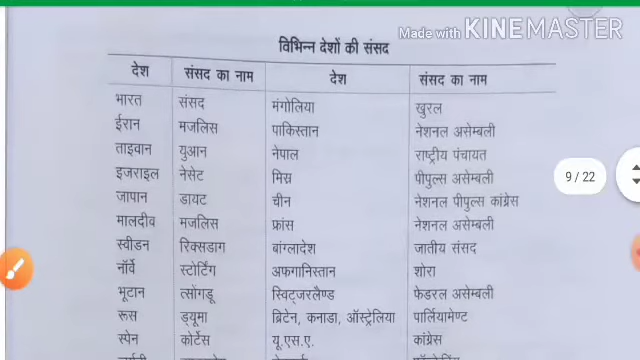 Made with KINEMASTER
विभिन्न देशों की संसद
देश संसद का नाम देश संसद का नाम
भारत संसद मंगोलिया खुरल
ईरान मजलिस पाकिस्तान नेशनल असेम्बली
ताइवान युआन नेपाल राष्ट्रीय पंचायत
इजराइल नेसेट मिस्र पीपुल्स असेम्बली
9 / 22
जापान डायट चीन नेशनल पीपुल्स कांग्रेस
मालदीव मजलिस फ्रांस नेशनल असेम्बली
स्वीडन रिक्सडाग बांग्लादेश जातीय संसद
नॉर्वे स्टोर्टिंग अफगानिस्तान शोरा
भूटान त्सोंगडू स्विट्जरलैण्ड फेडरल असेम्बली
रूस ड्यूमा ब्रिटेन, कनाडा, ऑस्ट्रेलिया पार्लियामेण्ट
स्पेन कोर्टेस यू.एस.ए. कांग्रेस